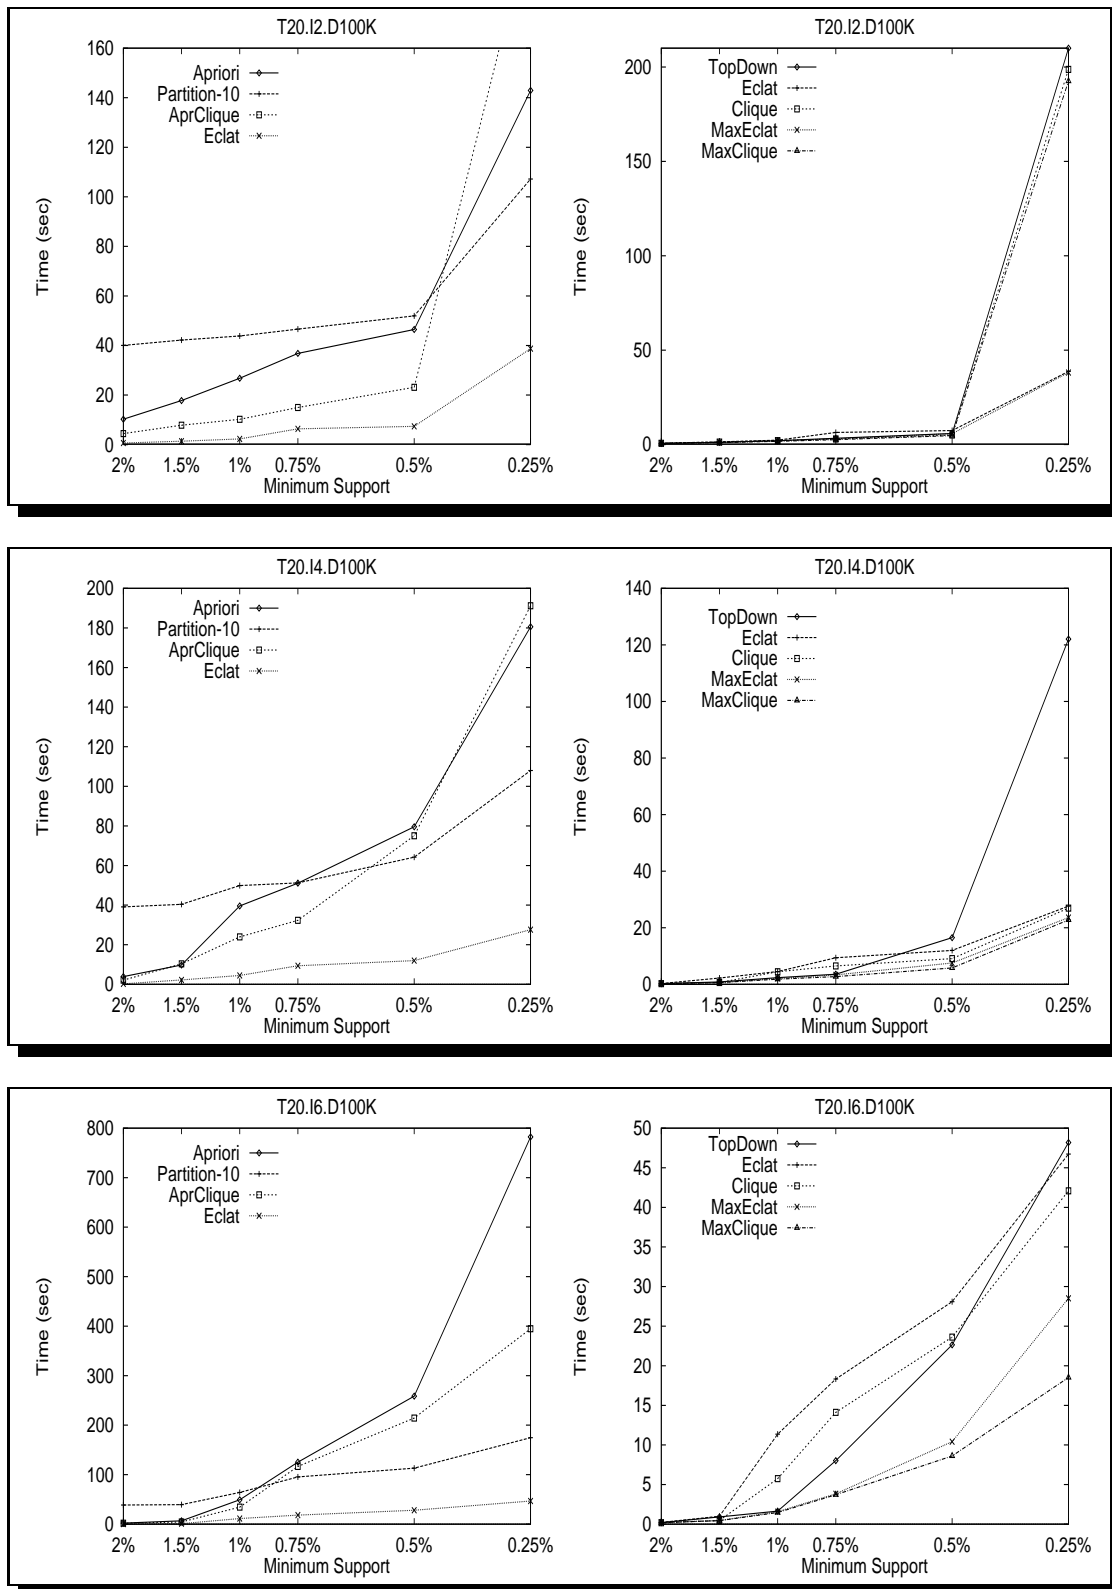 T20.I2.D100K
160
140
120
100
80
60
40
20
0
Time (sec)
Apriori
Partition-10
AprClique
Eclat
2% 1.5% 1% 0.75% 0.5% 0.25%
Minimum Support
T20.I2.D100K
200
150
100
50
0
Time (sec)
TopDown
Eclat
Clique
MaxEclat
MaxClique
2% 1.5% 1% 0.75% 0.5% 0.25%
Minimum Support
T20.I4.D100K
200
180
160
140
120
100
80
60
40
20
0
Time (sec)
Apriori
Partition-10
AprClique
Eclat
2% 1.5% 1% 0.75% 0.5% 0.25%
Minimum Support
T20.I4.D100K
140
120
100
80
60
40
20
0
Time (sec)
TopDown
Eclat
Clique
MaxEclat
MaxClique
2% 1.5% 1% 0.75% 0.5% 0.25%
Minimum Support
T20.I6.D100K
800
700
600
500
400
300
200
100
0
Time (sec)
Apriori
Partition-10
AprClique
Eclat
2% 1.5% 1% 0.75% 0.5% 0.25%
Minimum Support
T20.I6.D100K
50
45
40
35
30
25
20
15
10
5
0
Time (sec)
TopDown
Eclat
Clique
MaxEclat
MaxClique
2% 1.5% 1% 0.75% 0.5% 0.25%
Minimum Support